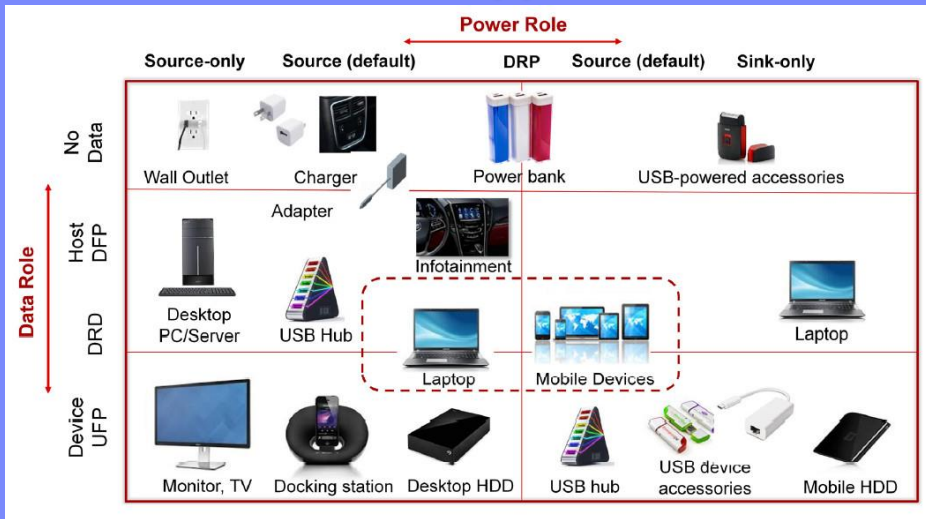 Power Role
Source-only Source (default) DRP Source (default) Sink-only
Data Role
No
Data
Wall Outlet
Charger
Adapter
Power bank
USB-powered accessories
Host
DFP
Infotainment
DRD
Desktop
PC/Server
USB Hub
Laptop
Mobile Devices
Laptop
Device
UFP
Monitor, TV
Docking station
Desktop HDD
USB hub
USB device
accessories
Mobile HDD